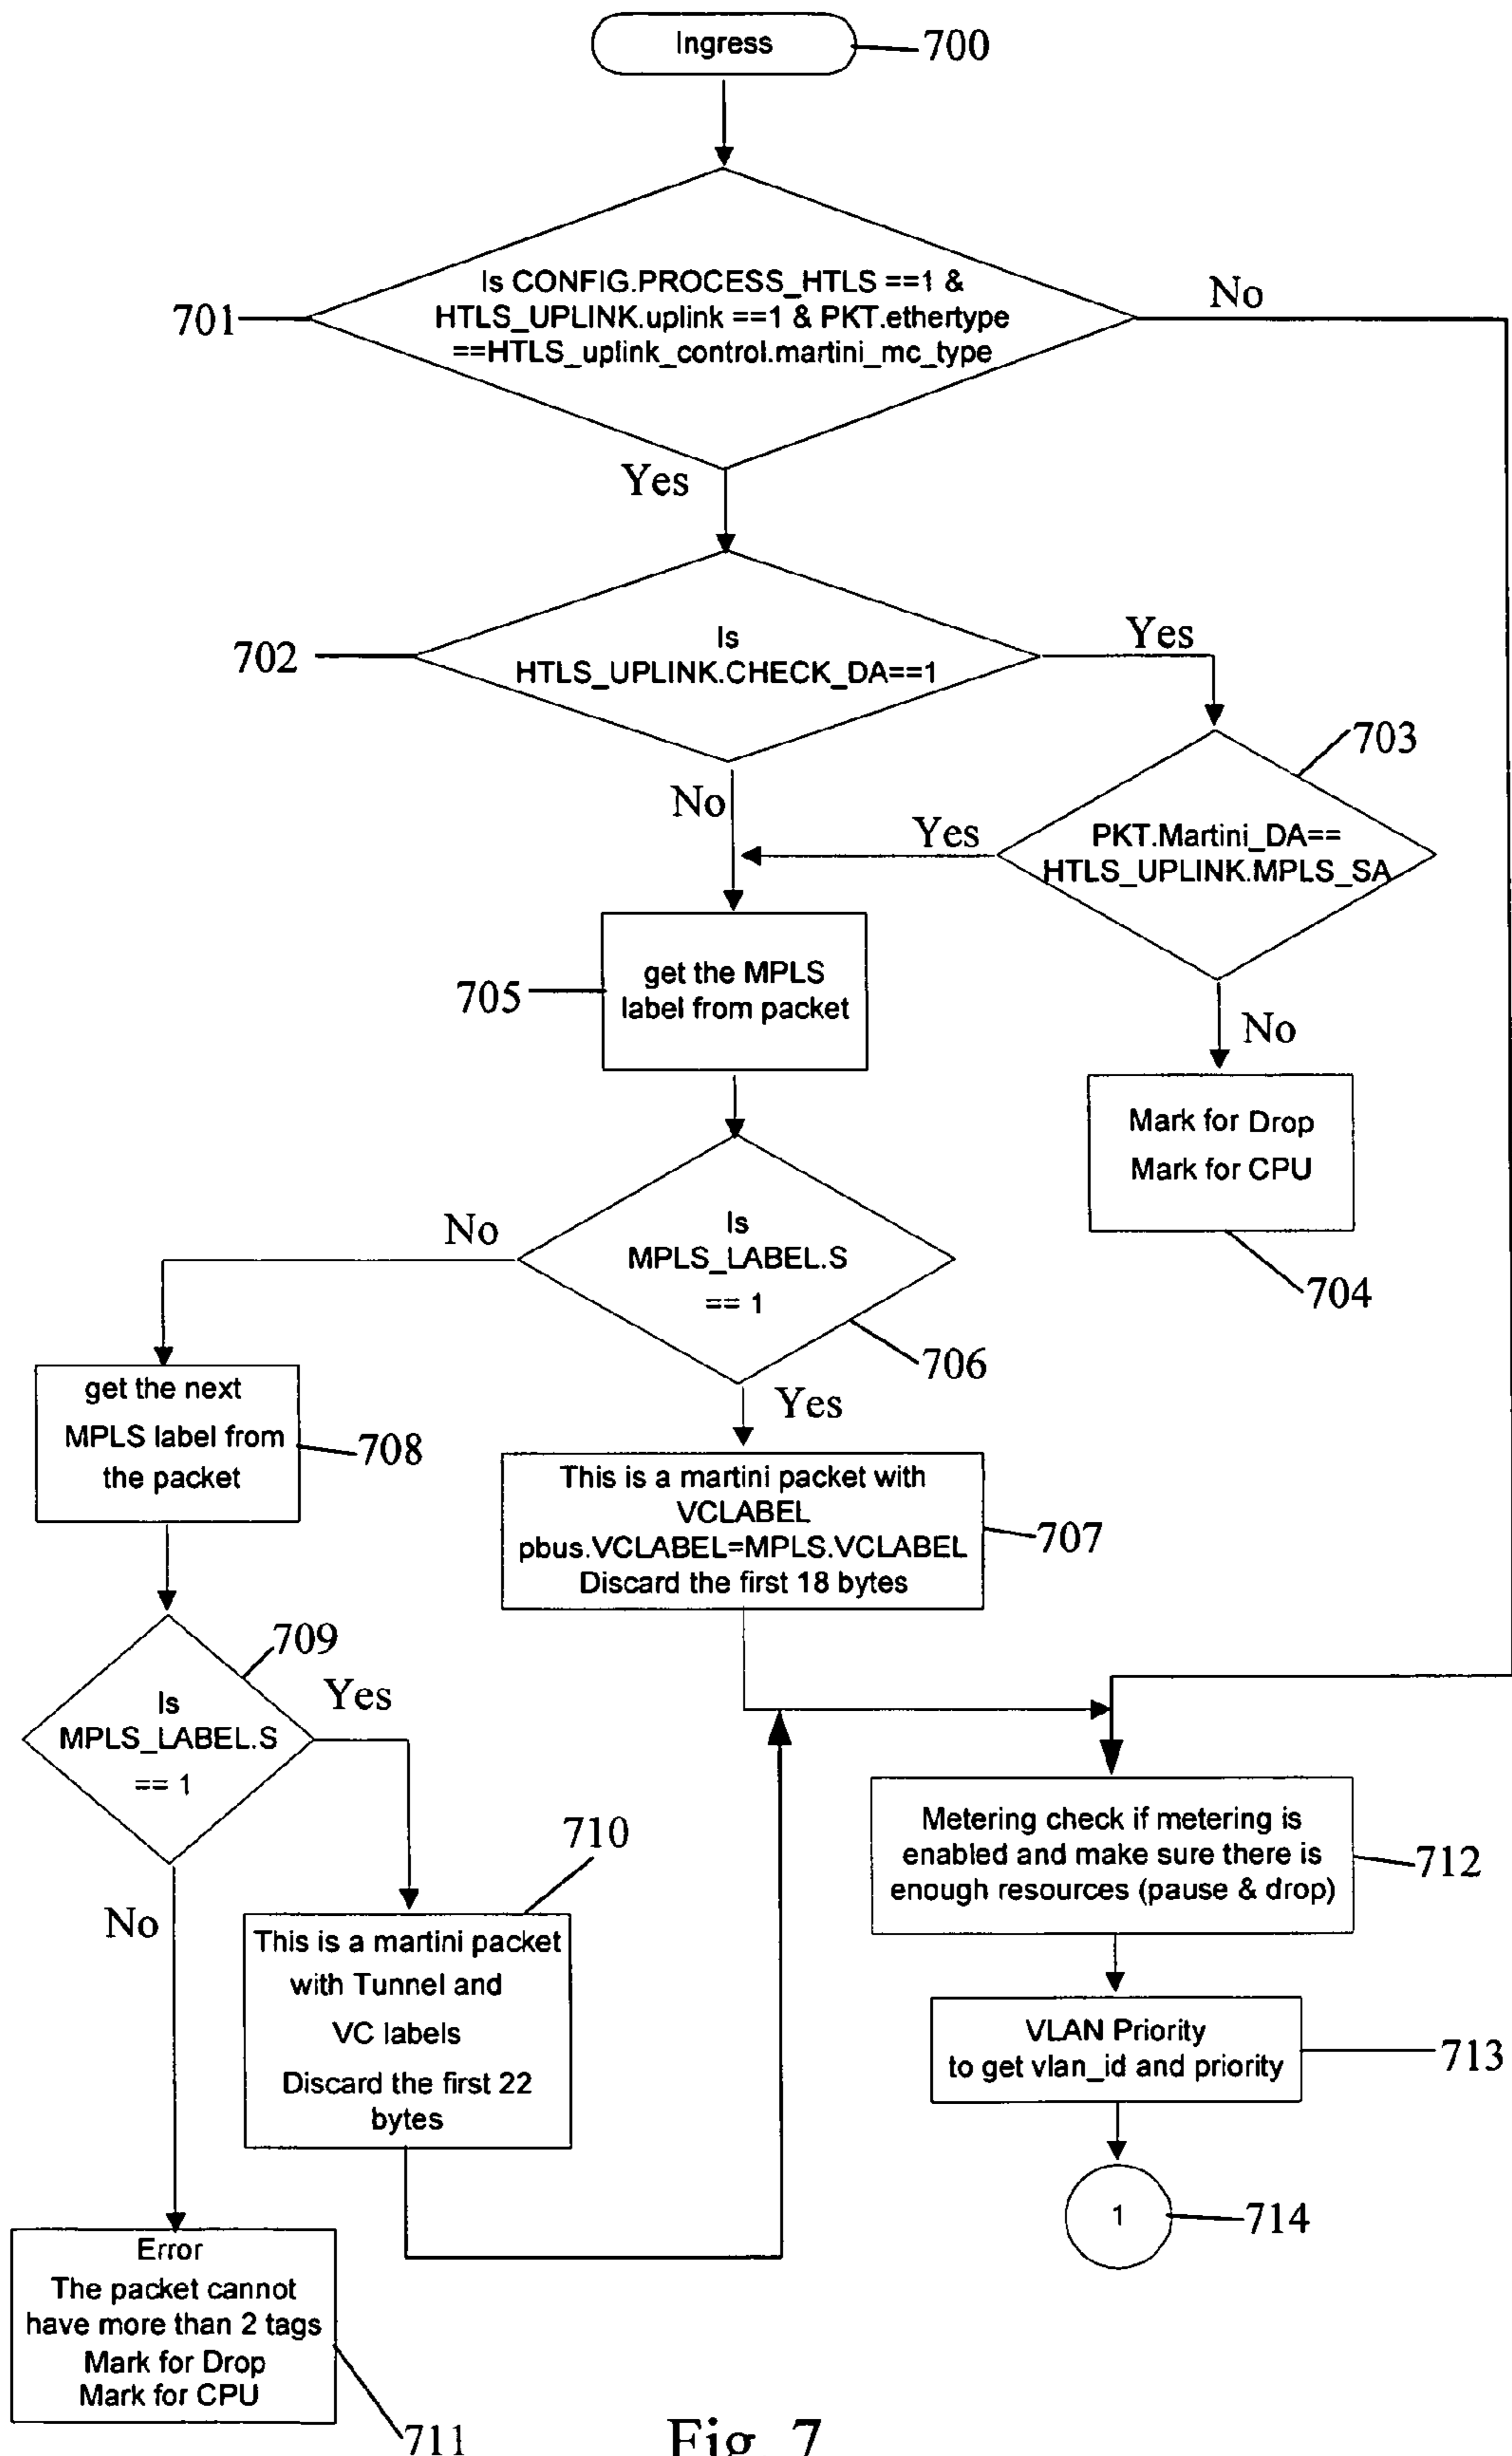 Ingress
700
Is CONFIG.PROCESS_HTLS ==1 &
HTLS_UPLINK.uplink ==1 & PKT.ethertype
==HTLS_uplink_control.martini_mc_type
701
No
Yes
Is
HTLS_UPLINK.CHECK_DA==1
702
Yes
703
No
Yes
PKT.Martini_DA==
HTLS_UPLINK.MPLS_SA
get the MPLS
label from packet
705
No
Mark for Drop
Mark for CPU
704
No
Is
MPLS_LABEL.S
== 1
706
Yes
get the next
MPLS label from
the packet
708
This is a martini packet with
VCLABEL
pbus.VCLABEL=MPLS.VCLABEL
Discard the first 18 bytes
707
709
Is
MPLS_LABEL.S
== 1
Yes
710
No
This is a martini packet
with Tunnel and
VC labels
Discard the first 22
bytes
Metering check if metering is
enabled and make sure there is
enough resources (pause & drop)
712
VLAN Priority
to get vlan_id and priority
713
1
714
Error
The packet cannot
have more than 2 tags
Mark for Drop
Mark for CPU
711
Fig. 7